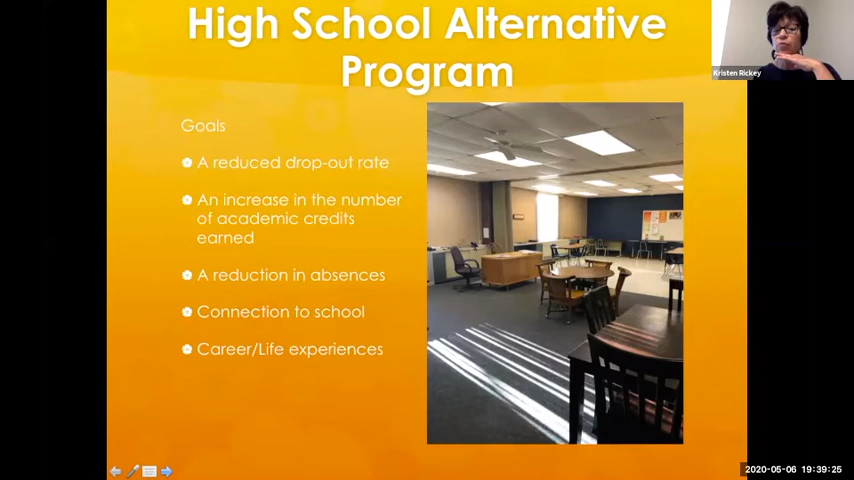 High School Alternative
Program
Kristen Rickey
Goals
A reduced drop-out rate
An increase in the number
of academic credits
earned
A reduction in absences
Connection to school
Career/Life experiences
2020-05-06 19:39:25